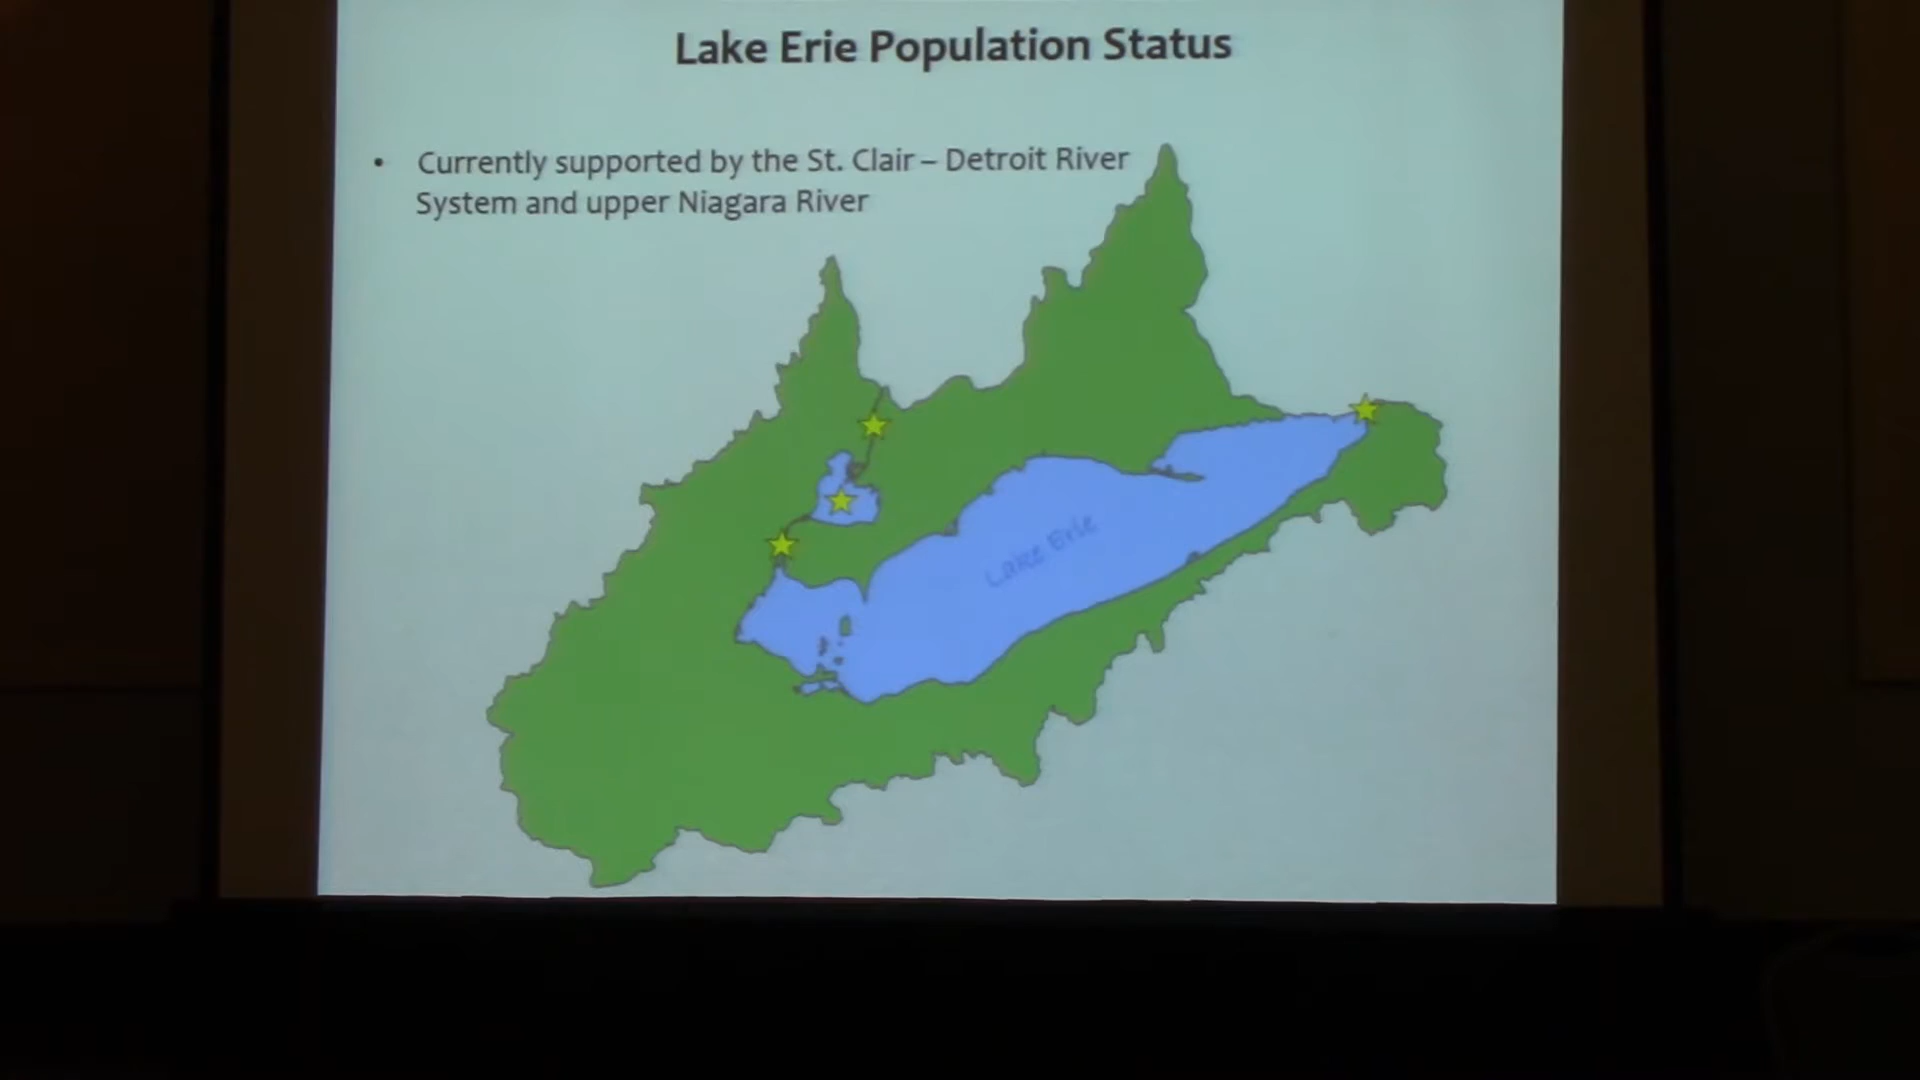 Lake Erie Population Status
• Currently supported by the St. Clair – Detroit River
System and upper Niagara River
Lake Erie